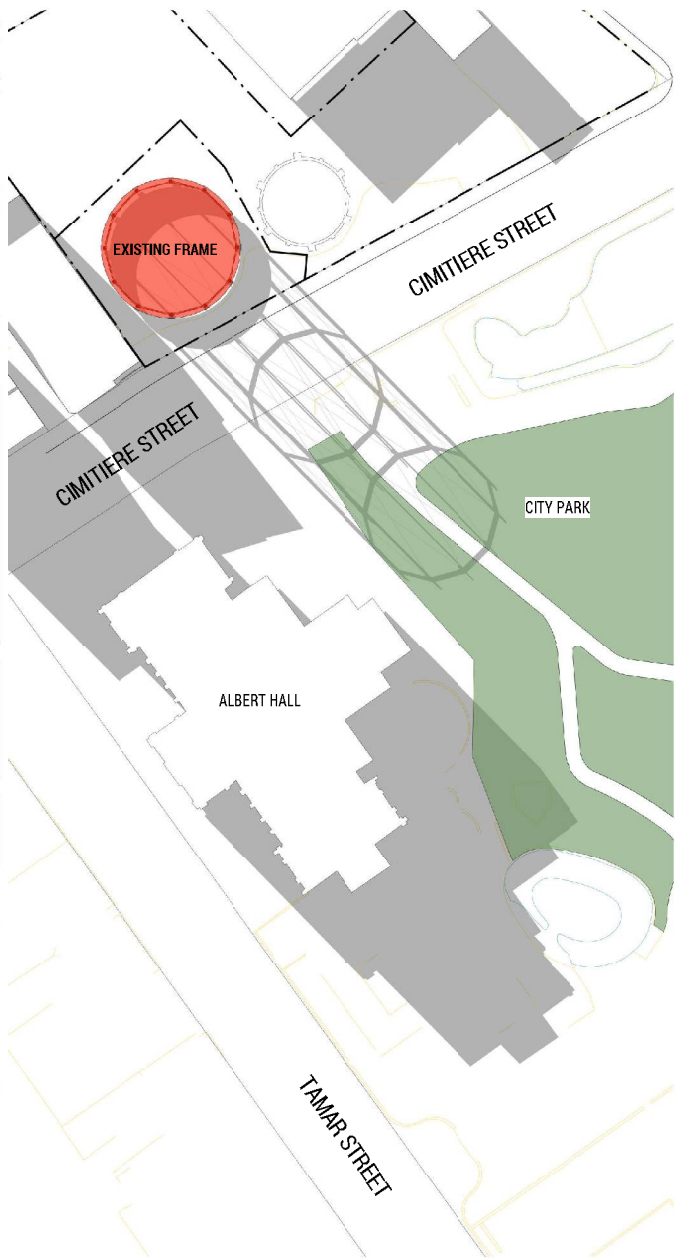 EXISTING FRAME
CIMITIERE STREET
CIMITIERE STREET
CITY PARK
ALBERT HALL
TAMAR STREET